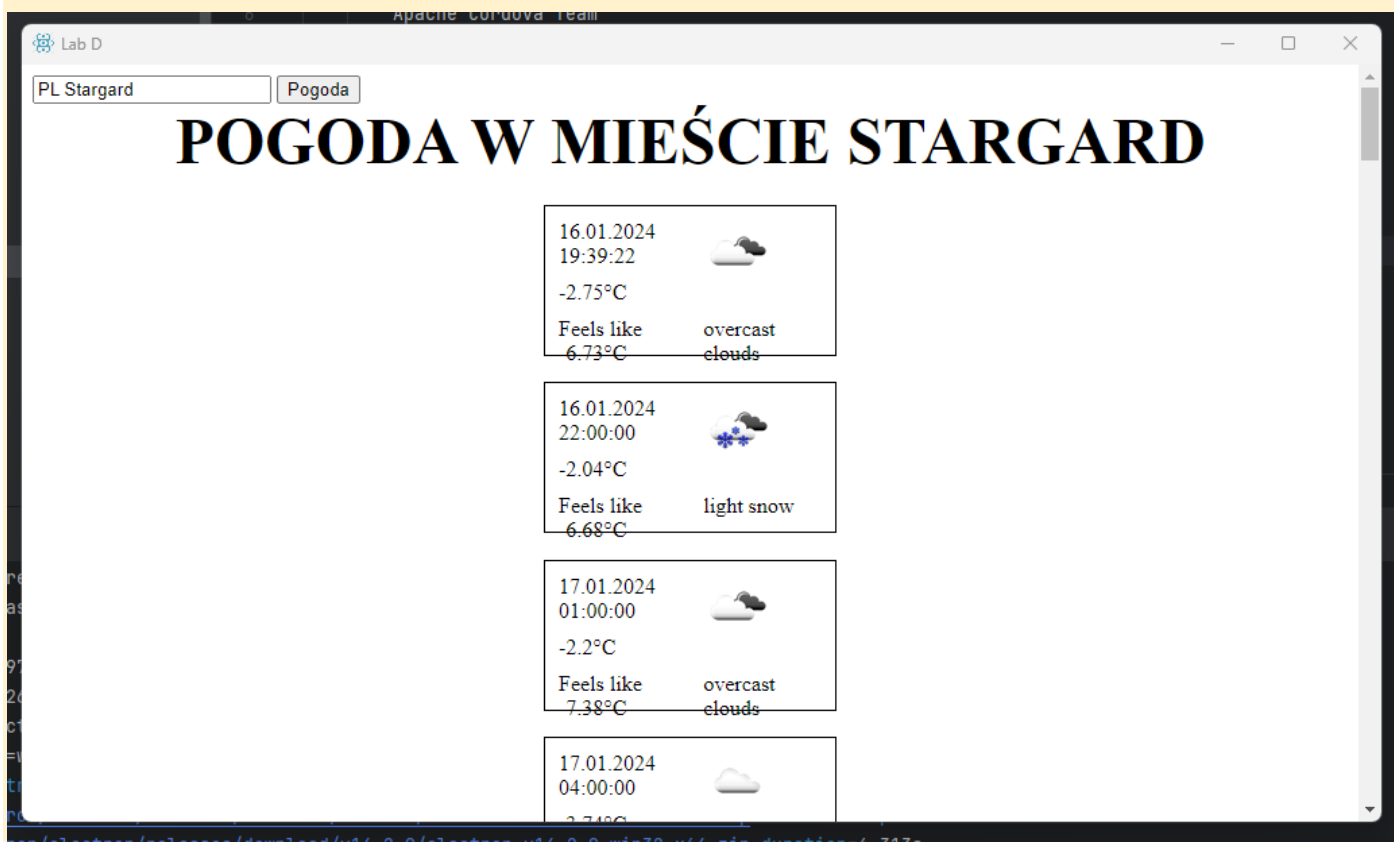 Apache Cordova Team
Lab D
PL Stargard
Pogoda
POGODA W MIEŚCIE STARGARD
16.01.2024
19:39:22
-2.75°C
Feels like
-6.73°C
overcast
clouds
16.01.2024
22:00:00
-2.04°C
Feels like
-6.68°C
light snow
17.01.2024
01:00:00
-2.2°C
Feels like
-7.38°C
overcast
clouds
17.01.2024
04:00:00